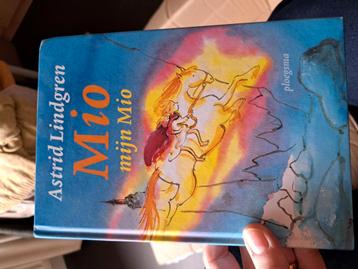 Astrid Lindgren
Mio
mijn Mio
ploegsma